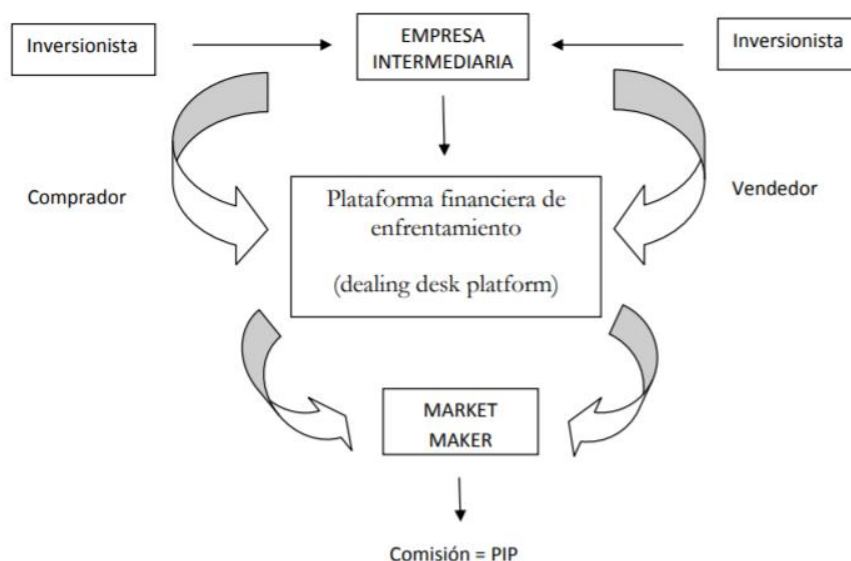 Inversionista
EMPRESA
INTERMEDIARIA
Inversionista
Comprador
Plataforma financiera de
enfrentamiento
(dealing desk platform)
Vendedor
MARKET
MAKER
Comisión = PIP